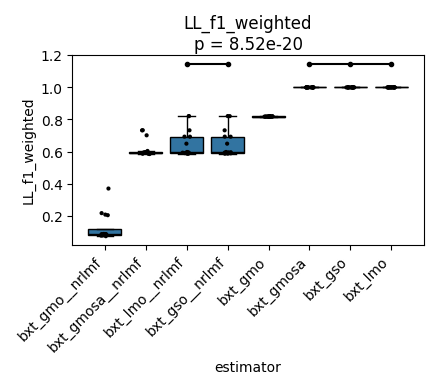 LL_f1_weighted
p = 8.52e-20
LL_f1_weighted
1.2
1.0
0.8
0.6
0.4
0.2
bxt_gmo__nrlmf
bxt_gmosa__nrlmf
bxt_lmo__nrlmf
bxt_gso__nrlmf
bxt_gmo
bxt_gmosa
bxt_gso
bxt_lmo
estimator